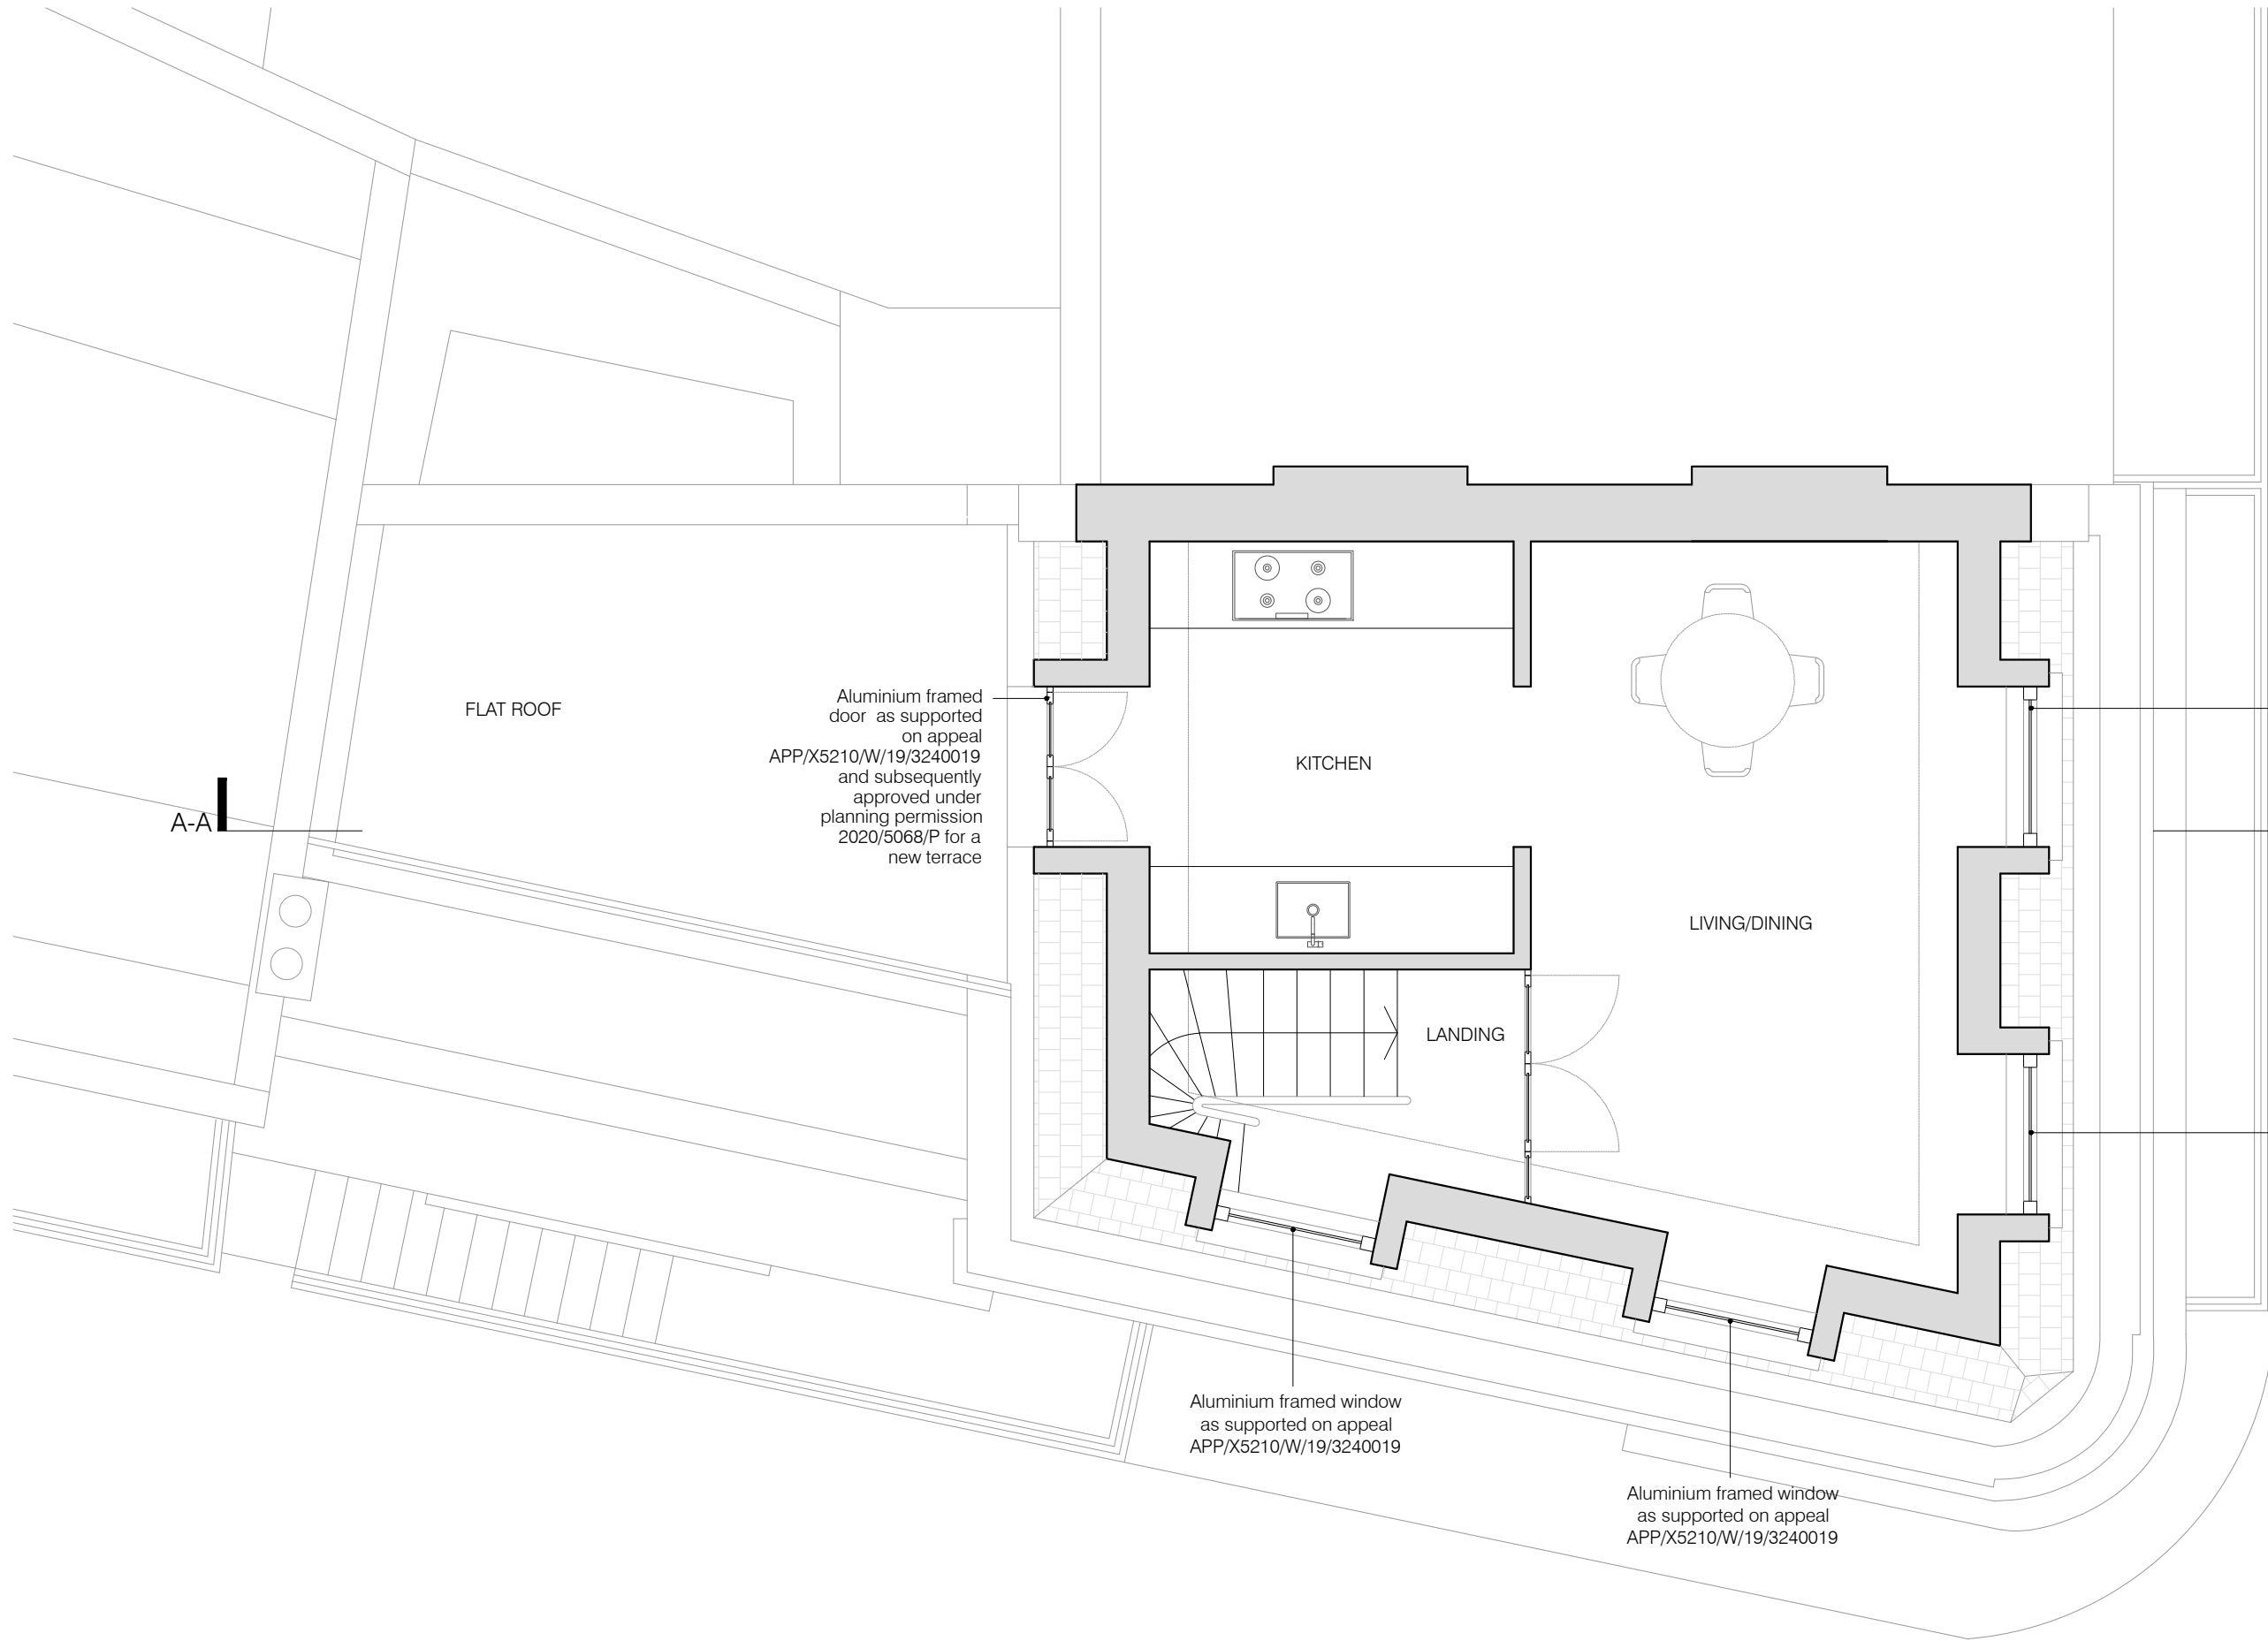 FLAT ROOF
Aluminium framed
door as supported
on appeal
APP/X5210/W/19/3240019
and subsequently
approved under
planning permission
2020/5068/P for a
new terrace
KITCHEN
A-A
LIVING/DINING
LANDING
Aluminium framed window
as supported on appeal
APP/X5210/W/19/3240019
Aluminium framed window
as supported on appeal
APP/X5210/W/19/3240019